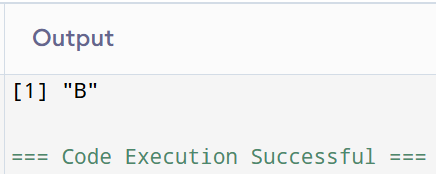 Output
[1] "B"
=== Code Execution Successful ===